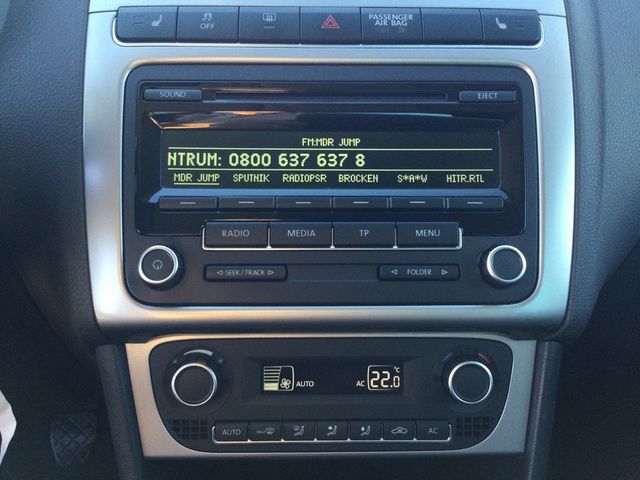 OFF
PASSENGER
AIR BAG
SOUND
EJECT
FM:MDR JUMP
NTRUM: 0800 637 637 8
MDR JUMP SPUTNIK RADIOPSR BROCKEN S*A*W HITR.RTL
RADIO MEDIA TP MENU
SEEK / TRACK FOLDER
AUTO AC 22.0 °C
AUTO AC